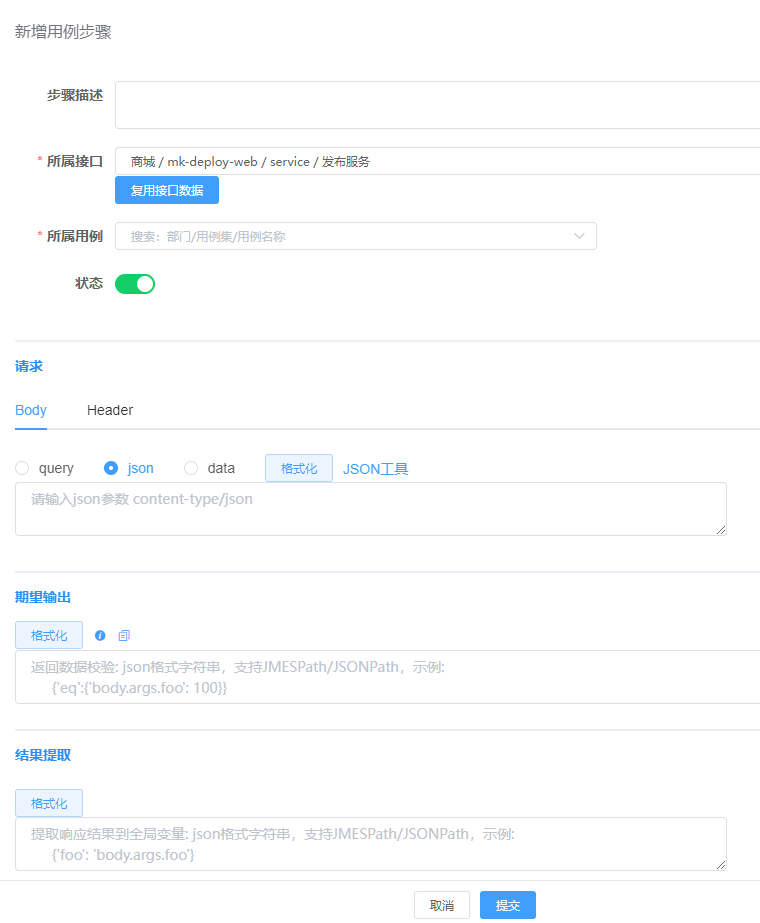 新增用例步骤
步骤描述
* 所属接口 商城 / mk-deploy-web / service / 发布服务
复用接口数据
* 所属用例 搜索：部门/用例集/用例名称
状态
请求
Body Header
query json data 格式化 JSON工具
请输入json参数 content-type/json
期望输出
格式化
返回数据校验: json格式字符串，支持JMESPath/JSONPath，示例:
{'eq':{'body.args.foo': 100}}
结果提取
格式化
提取响应结果到全局变量: json格式字符串，支持JMESPath/JSONPath，示例:
{'foo': 'body.args.foo'}
取消 提交